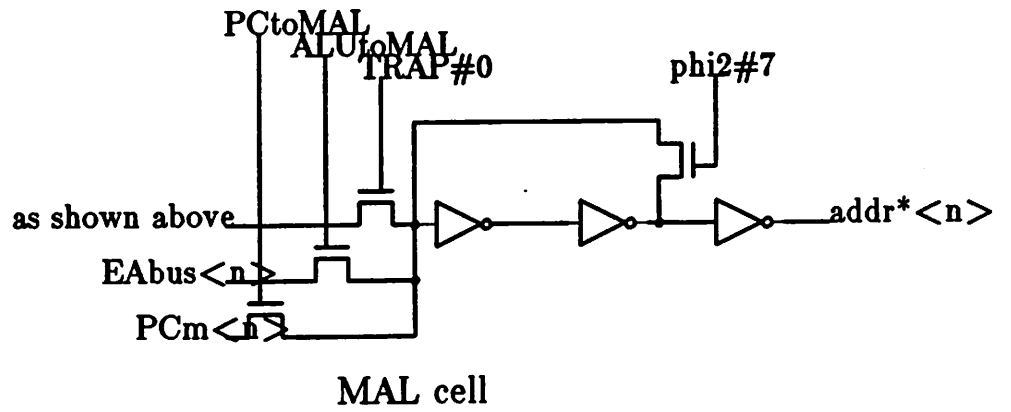 PCtoMAL
ALUtoMAL
TRAP#0
phi2#7
as shown above
addr*<n>
EAbus<n>
PCm<n>
MAL cell